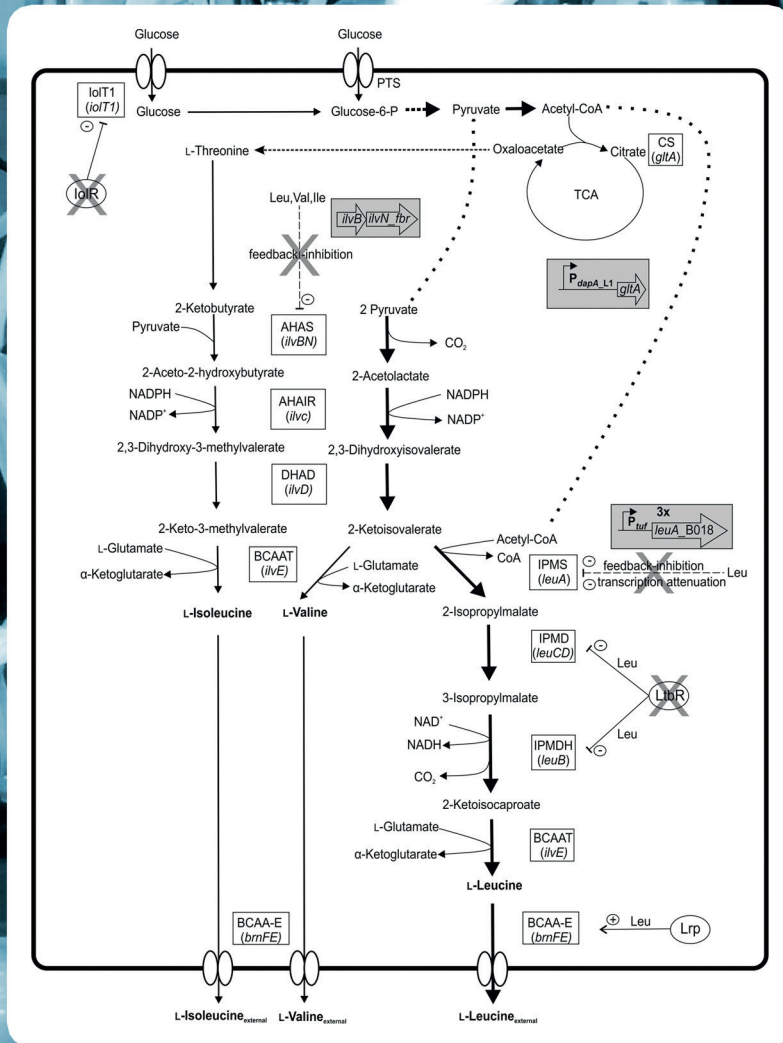 Glucose
Glucose
PTS
IolT1
(iolT1)
Glucose
Glucose-6-P
Pyruvate
Acetyl-CoA
L-Threonine
Oxaloacetate
Citrate
CS
(gltA)
IolR
TCA
Leu,Val,Ile
ilvB
ilvN_fbr
feedback-inhibition
PdapA_L1
gltA
2-Ketobutyrate
2 Pyruvate
Pyruvate
AHAS
(ilvBN)
CO₂
2-Aceto-2-hydroxybutyrate
2-Acetolactate
NADPH
NADP⁺
AHAIR
(ilvc)
NADPH
NADP⁺
2,3-Dihydroxy-3-methylvalerate
2,3-Dihydroxyisovalerate
DHAD
(ilvD)
3x
Ptuf
leuA_B018
2-Keto-3-methylvalerate
2-Ketoisovalerate
Acetyl-CoA
CoA
L-Glutamate
α-Ketoglutarate
BCAAT
(ilvE)
L-Glutamate
α-Ketoglutarate
IPMS
(leuA)
feedback-inhibition
transcription attenuation
Leu
L-Isoleucine
L-Valine
2-Isopropylmalate
IPMD
(leuCD)
Leu
LtbR
3-Isopropylmalate
Leu
NAD⁺
NADH
CO₂
IPMDH
(leuB)
2-Ketoisocaproate
L-Glutamate
α-Ketoglutarate
BCAAT
(ilvE)
L-Leucine
BCAA-E
(brnFE)
BCAA-E
(brnFE)
Leu
Lrp
L-Isoleucine external
L-Valine external
L-Leucine external